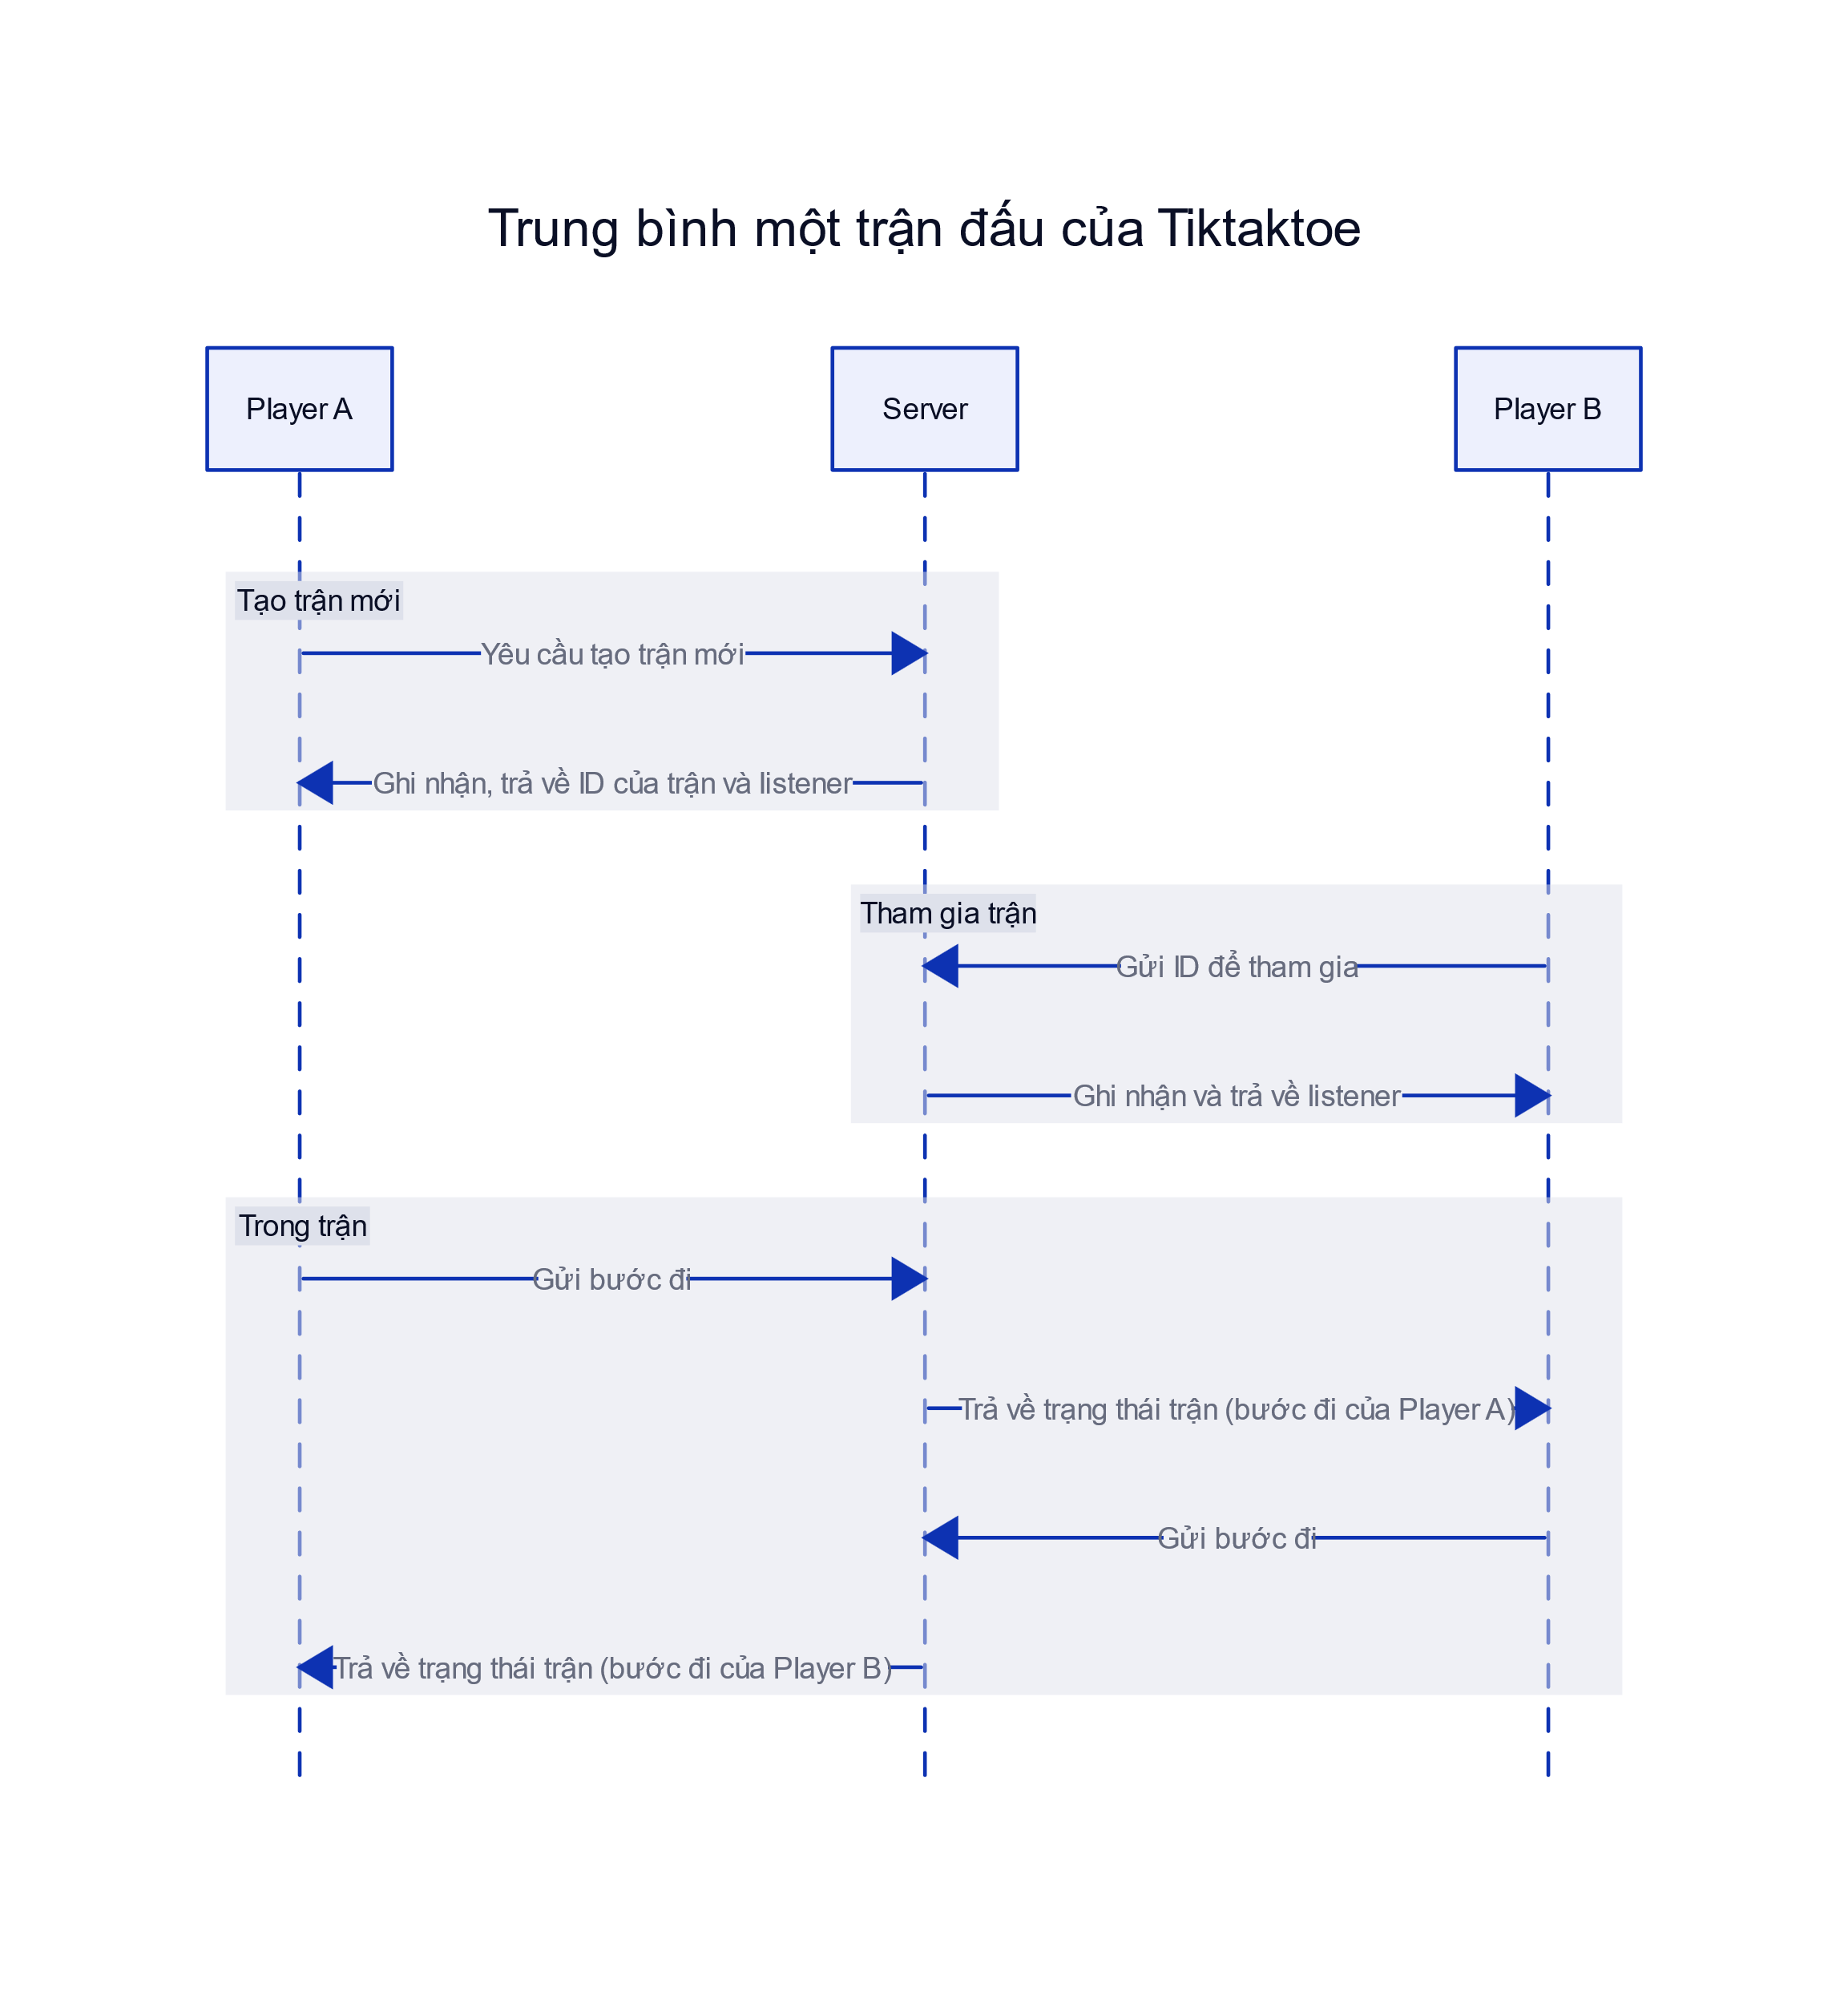 Trung bình một trận đấu của Tiktaktoe
Player A
Server
Player B
Tạo trận mới
Yêu cầu tạo trận mới
Ghi nhận, trả về ID của trận và listener
Tham gia trận
Gửi ID để tham gia
Ghi nhận và trả về listener
Trong trận
Gửi bước đi
Trả về trạng thái trận (bước đi của Player A)
Gửi bước đi
Trả về trạng thái trận (bước đi của Player B)